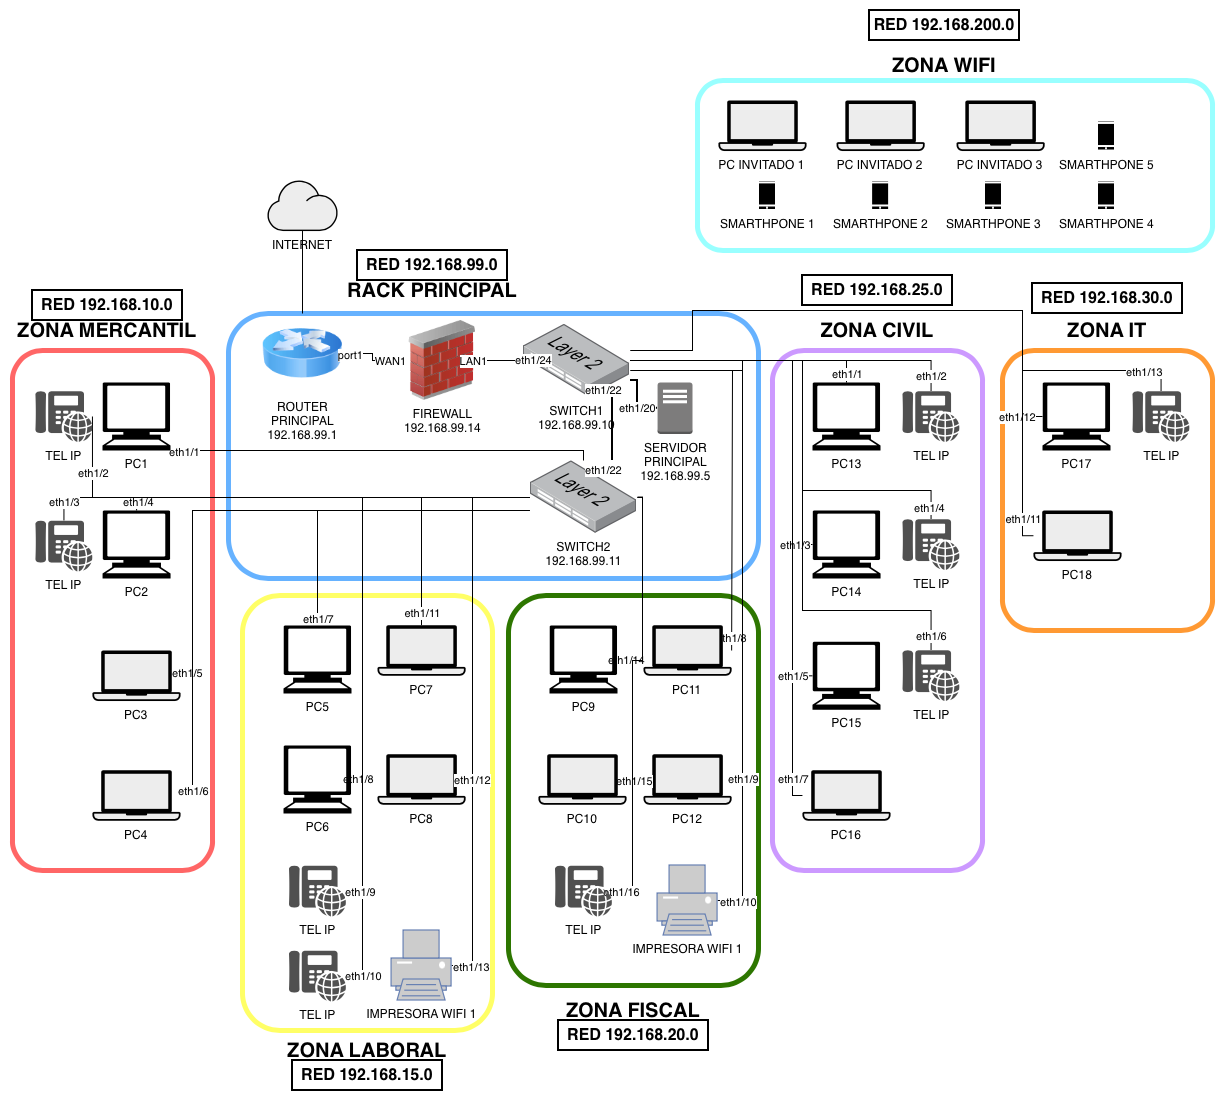 RED 192.168.200.0
ZONA WIFI
PC INVITADO 1
PC INVITADO 2
PC INVITADO 3
SMARTHPONE 5
SMARTHPONE 1
SMARTHPONE 2
SMARTHPONE 3
SMARTHPONE 4
INTERNET
RED 192.168.99.0
RACK PRINCIPAL
port1
WAN1
LAN1
eth1/24
ROUTER
PRINCIPAL
192.168.99.1
FIREWALL
192.168.99.14
Layer 2
eth1/22
SWITCH1
192.168.99.10
eth1/20
SERVIDOR
PRINCIPAL
192.168.99.5
eth1/22
Layer 2
SWITCH2
192.168.99.11
RED 192.168.10.0
ZONA MERCANTIL
TEL IP
PC1
eth1/1
eth1/2
eth1/3
eth1/4
TEL IP
PC2
eth1/5
PC3
eth1/6
PC4
eth1/7
PC5
eth1/11
PC7
eth1/8
PC6
eth1/12
PC8
eth1/9
TEL IP
eth1/10
TEL IP
eth1/13
IMPRESORA WIFI 1
ZONA LABORAL
RED 192.168.15.0
eth1/14
PC9
eth1/8
PC11
eth1/15
PC10
eth1/9
PC12
eth1/16
TEL IP
eth1/10
IMPRESORA WIFI 1
ZONA FISCAL
RED 192.168.20.0
RED 192.168.25.0
ZONA CIVIL
eth1/1
eth1/2
PC13
TEL IP
eth1/3
eth1/4
PC14
TEL IP
eth1/5
eth1/6
PC15
TEL IP
eth1/7
PC16
RED 192.168.30.0
ZONA IT
eth1/13
eth1/12
PC17
TEL IP
eth1/11
PC18